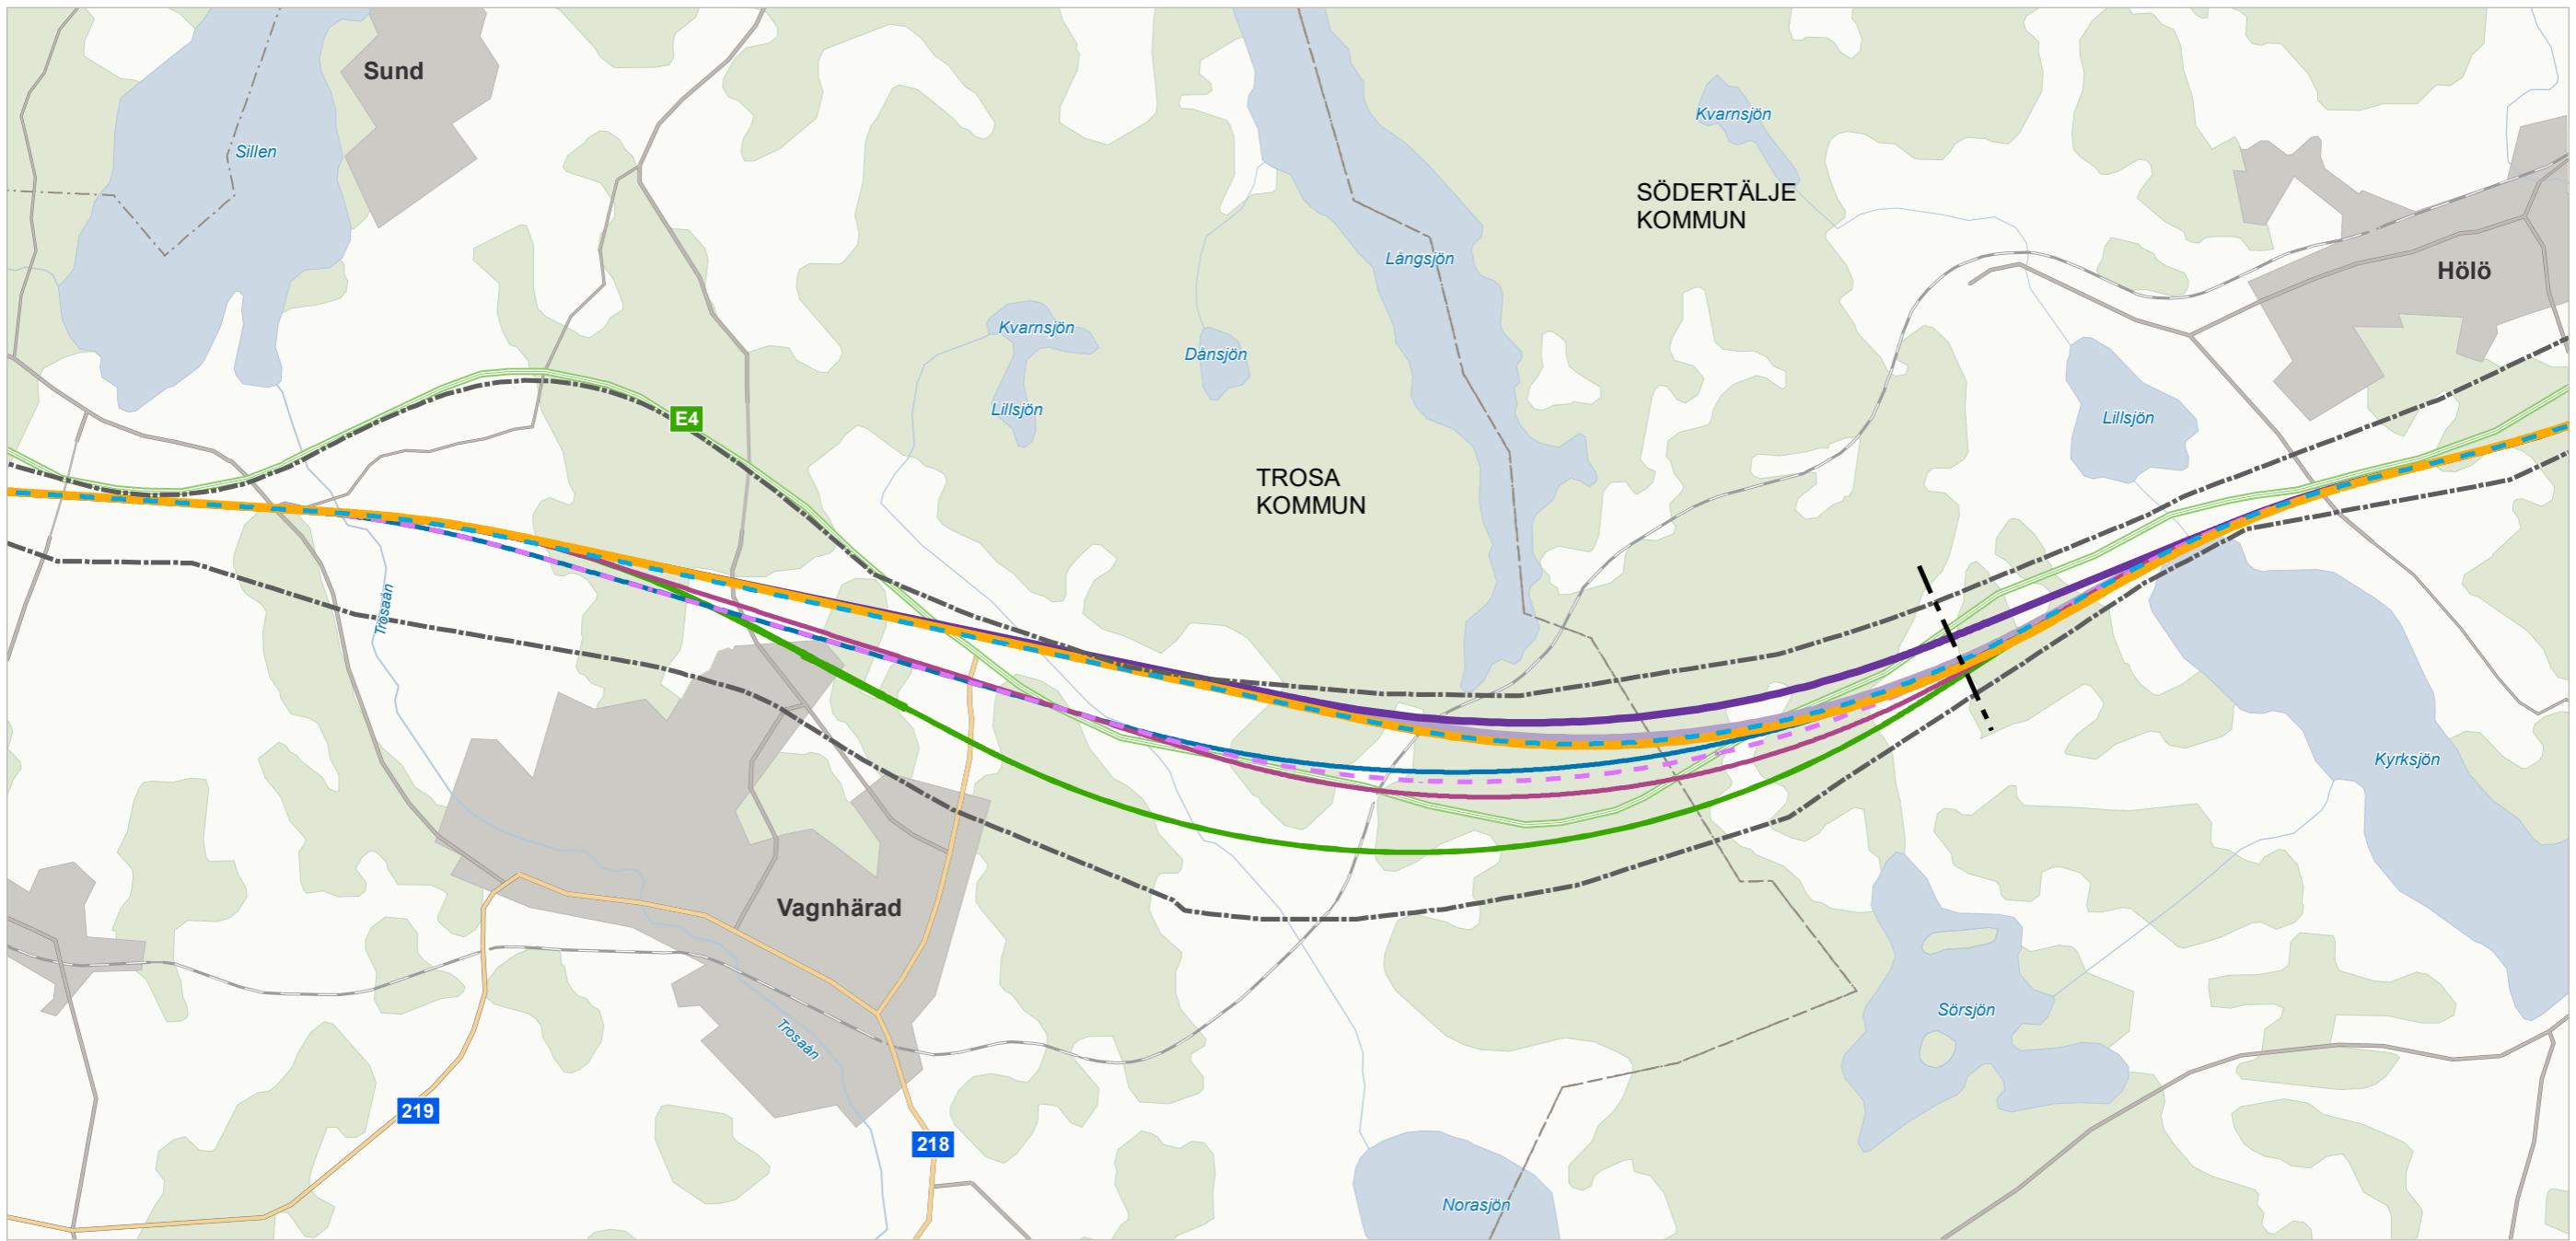 Sund
Kvarnsjön
Sillen
SÖDERTÄLJE
KOMMUN
Långsjön
Hölö
Kvarnsjön
Dånsjön
Lillsjön
E4
Lillsjön
TROSA
KOMMUN
Trosaån
Kyrksjön
Vagnhärad
Sörsjön
Trosaån
219
218
Norasjön